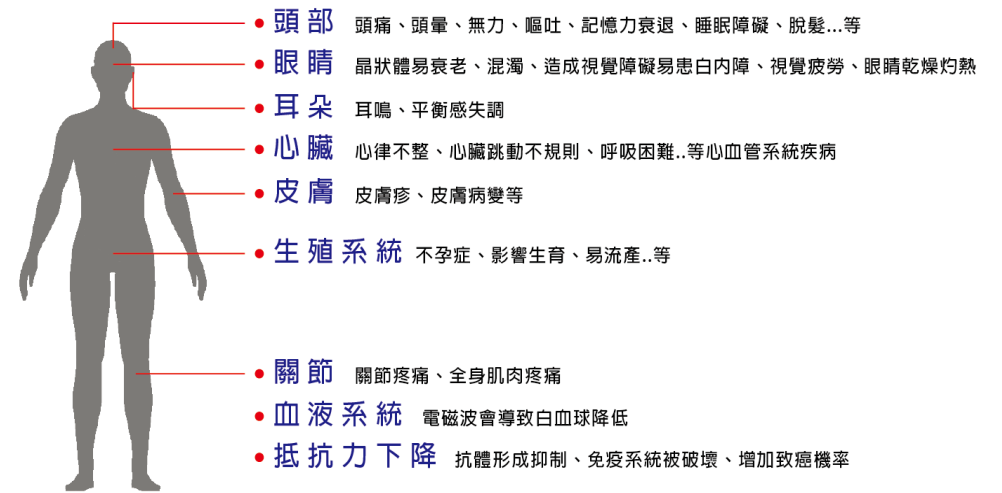 頭部 頭痛、頭暈、無力、嘔吐、記憶力衰退、睡眠障礙、脫髮...等
眼睛 晶狀體易衰老、混濁、造成視覺障礙易患白內障、視覺疲勞、眼睛乾燥灼熱
耳朵 耳鳴、平衡感失調
心臟 心律不整、心臟跳動不規則、呼吸困難..等心血管系統疾病
皮膚 皮膚疹、皮膚病變等
生殖系統 不孕症、影響生育、易流產..等
關節 關節疼痛、全身肌肉疼痛
血液系統 電磁波會導致白血球降低
抵抗力下降 抗體形成抑制、免疫系統被破壞、增加致癌機率